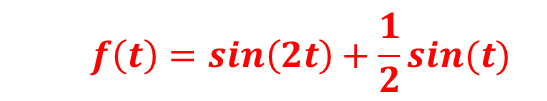 f(t) = sin(2t) + 1/2 sin(t)